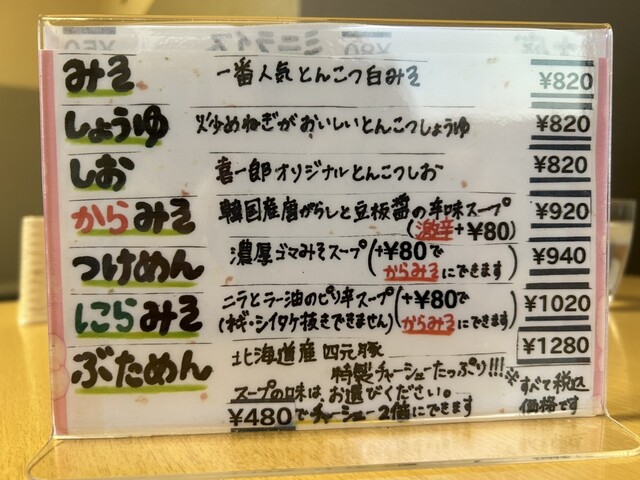 みそ 一番人気とんこつ白みそ ¥820
しょうゆ 炒めねぎがおいしいとんこつしょうゆ ¥820
しお 喜一郎オリジナルとんこつしお ¥820
からみそ 韓国産唐がらしと豆板醤の辛味スープ ¥920
(激辛+¥80)
つけめん 濃厚ゴマみそスープ(+¥80で ¥940
からみそにできます)
にらみそ ニラとラー油のピリ辛スープ(+¥80で ¥1020
(ネギ・シイタケ抜きできません) からみそにできます)
ぶためん 北海道産四元豚 ¥1280
特製チャーシューたっぷり!!!
スープの味は、お選びください。
¥480でチャーシュー2倍にできます
※すべて税込
価格です